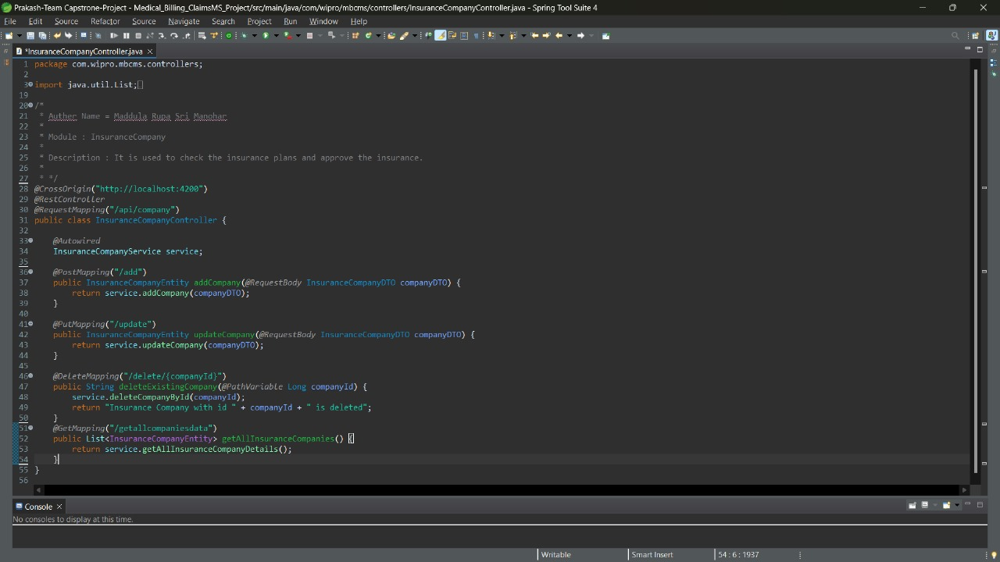 Prakash-Team Capstone-Project - Medical_Billing_ClaimsMS_Project/src/main/java/com/wipro/mbcms/controllers/InsuranceCompanyController.java - Spring Tool Suite 4
File Edit Source Refactor Source Navigate Search Project Run Window Help
*InsuranceCompanyController.java
1 package com.wipro.mbcms.controllers;
2
3 import java.util.List;
19
20 /*
21 * Auther Name = Maddula Rupa Sri Manohar
22 *
23 * Module : InsuranceCompany
24 *
25 * Description : It is used to check the insurance plans and approve the insurance.
26 *
27 * */
28 @CrossOrigin("http://localhost:4200")
29 @RestController
30 @RequestMapping("/api/company")
31 public class InsuranceCompanyController {
32
33 @Autowired
34 InsuranceCompanyService service;
35
36 @PostMapping("/add")
37 public InsuranceCompanyEntity addCompany(@RequestBody InsuranceCompanyDTO companyDTO) {
38 return service.addCompany(companyDTO);
39 }
40
41 @PutMapping("/update")
42 public InsuranceCompanyEntity updateCompany(@RequestBody InsuranceCompanyDTO companyDTO) {
43 return service.updateCompany(companyDTO);
44 }
45
46 @DeleteMapping("/delete/{companyId}")
47 public String deleteExistingCompany(@PathVariable Long companyId) {
48 service.deleteCompanyById(companyId);
49 return "Insurance Company with id " + companyId + " is deleted";
50 }
51 @GetMapping("/getallcompaniesdata")
52 public List<InsuranceCompanyEntity> getAllInsuranceCompanies() {
53 return service.getAllInsuranceCompanyDetails();
54 }
55 }
56
Console
No consoles to display at this time.
Writable Smart Insert 54 : 6 : 1937